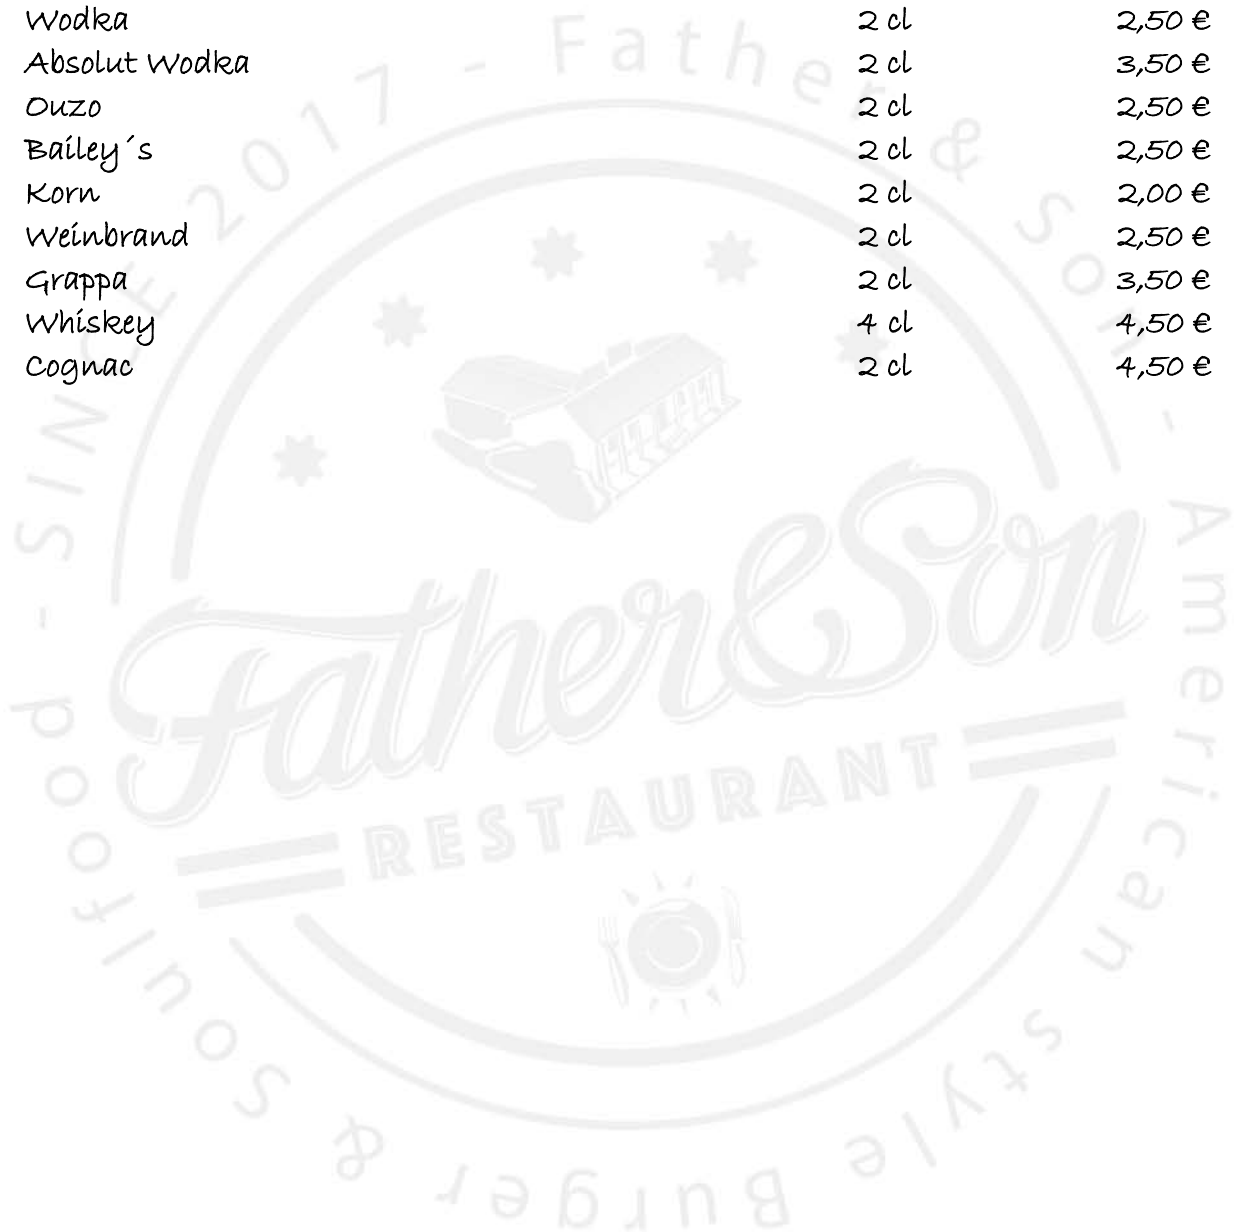 Wodka 2 cl 2,50 €
Absolut Wodka 2 cl 3,50 €
Ouzo 2 cl 2,50 €
Bailey´s 2 cl 2,50 €
Korn 2 cl 2,00 €
Weinbrand 2 cl 2,50 €
Grappa 2 cl 3,50 €
Whiskey 4 cl 4,50 €
Cognac 2 cl 4,50 €
- SINCE 2017 - Father & Son - American style Burger & Soulfood
Father & Son
RESTAURANT